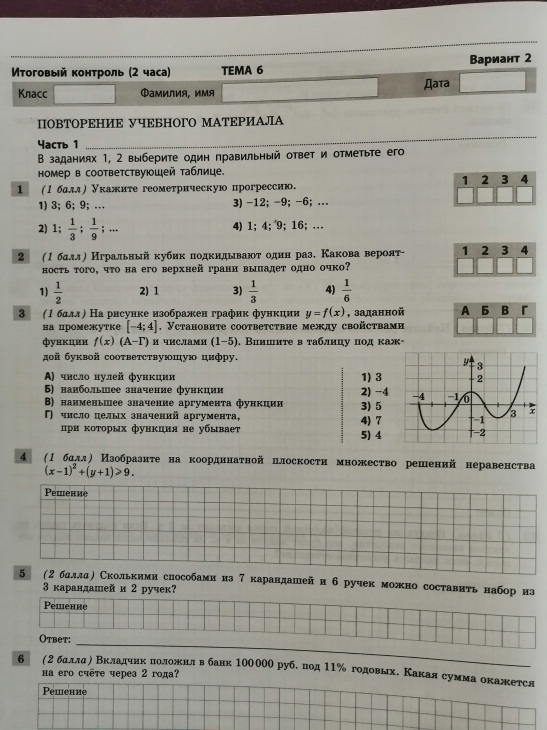 Вариант 2
Итоговый контроль (2 часа) ТЕМА 6
Класс Фамилия, имя Дата
ПОВТОРЕНИЕ УЧЕБНОГО МАТЕРИАЛА
Часть 1
В заданиях 1, 2 выберите один правильный ответ и отметьте его
номер в соответствующей таблице.
1 (1 балл) Укажите геометрическую прогрессию.
1 2 3 4
1) 3; 6; 9; ... 3) −12; −9; −6; ...
2) 1; 1/3; 1/9; ... 4) 1; 4; 9; 16; ...
2 (1 балл) Игральный кубик подкидывают один раз. Какова вероят-
ность того, что на его верхней грани выпадет одно очко?
1 2 3 4
1) 1/2 2) 1 3) 1/3 4) 1/6
3 (1 балл) На рисунке изображен график функции y=f(x), заданной
на промежутке [−4; 4]. Установите соответствие между свойствами
функции f(x) (А–Г) и числами (1–5). Впишите в таблицу под каж-
дой буквой соответствующую цифру.
А Б В Г
А) число нулей функции 1) 3
Б) наибольшее значение функции 2) −4
В) наименьшее значение аргумента функции 3) 5
Г) число целых значений аргумента, 4) 7
при которых функция не убывает 5) 4
y 3
2
−4 −1 0 3 x
−1
−2
4 (1 балл) Изобразите на координатной плоскости множество решений неравенства
(x−1)²+(y+1)⩾9.
Решение
5 (2 балла) Сколькими способами из 7 карандашей и 6 ручек можно составить набор из
3 карандашей и 2 ручек?
Решение
Ответ:
6 (2 балла) Вкладчик положил в банк 100 000 руб. под 11% годовых. Какая сумма окажется
на его счёте через 2 года?
Решение